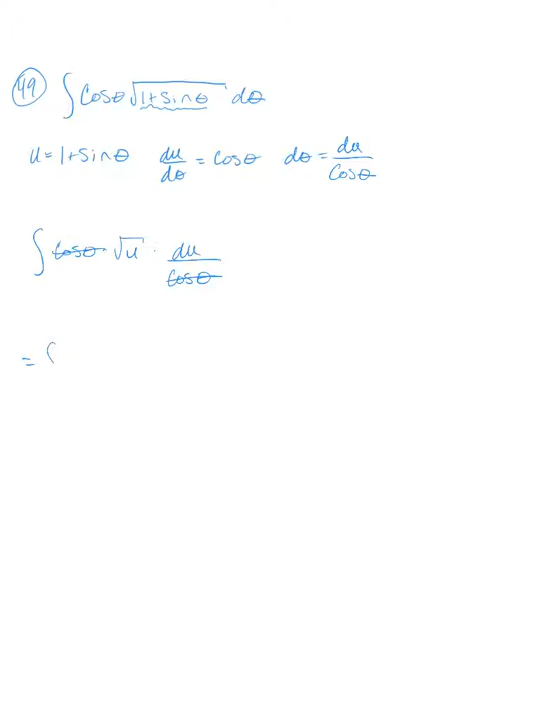 49 ∫ cosθ √(1+sinθ) dθ
u = 1+sinθ du/dθ = cosθ dθ = du/cosθ
∫ cosθ √u · du/cosθ
= ∫